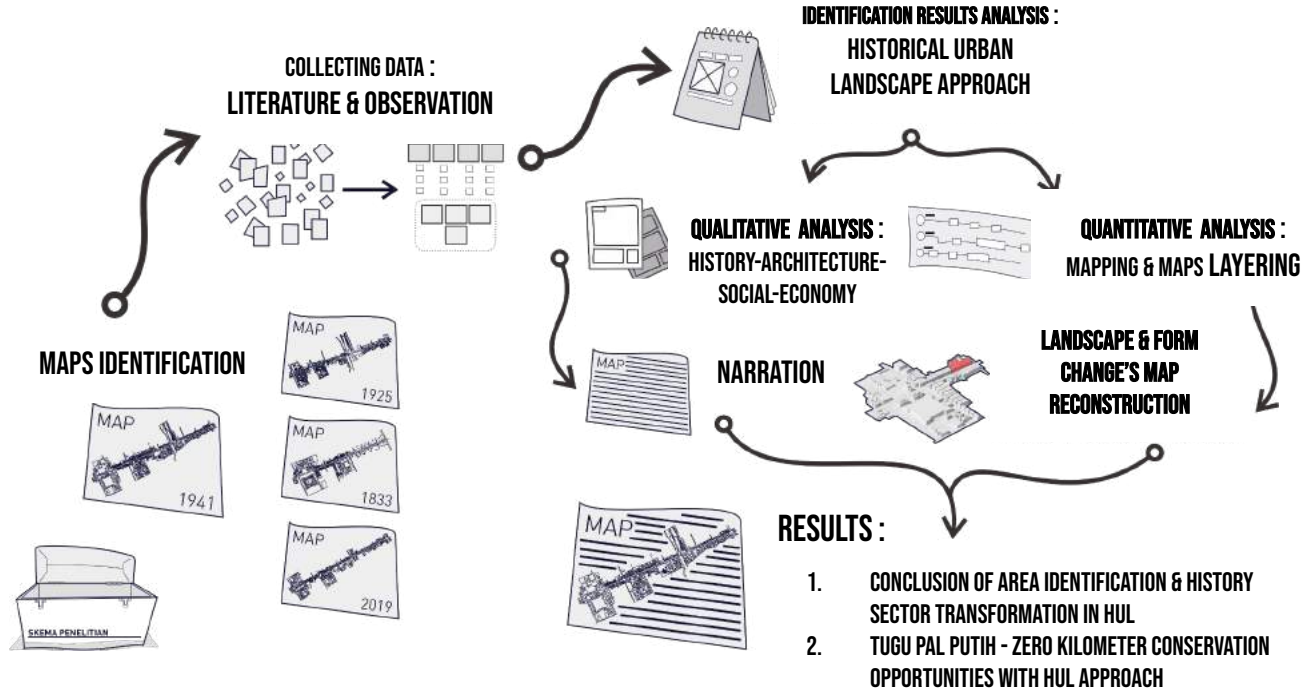 MAPS IDENTIFICATION
MAP
1941
MAP
1925
MAP
1833
MAP
2019
SKEMA PENELITIAN
COLLECTING DATA :
LITERATURE & OBSERVATION
IDENTIFICATION RESULTS ANALYSIS :
HISTORICAL URBAN
LANDSCAPE APPROACH
QUALITATIVE ANALYSIS :
HISTORY-ARCHITECTURE-
SOCIAL-ECONOMY
QUANTITATIVE ANALYSIS :
MAPPING & MAPS LAYERING
MAP
NARRATION
LANDSCAPE & FORM
CHANGE'S MAP
RECONSTRUCTION
MAP
RESULTS :
1. CONCLUSION OF AREA IDENTIFICATION & HISTORY
SECTOR TRANSFORMATION IN HUL
2. TUGU PAL PUTIH - ZERO KILOMETER CONSERVATION
OPPORTUNITIES WITH HUL APPROACH